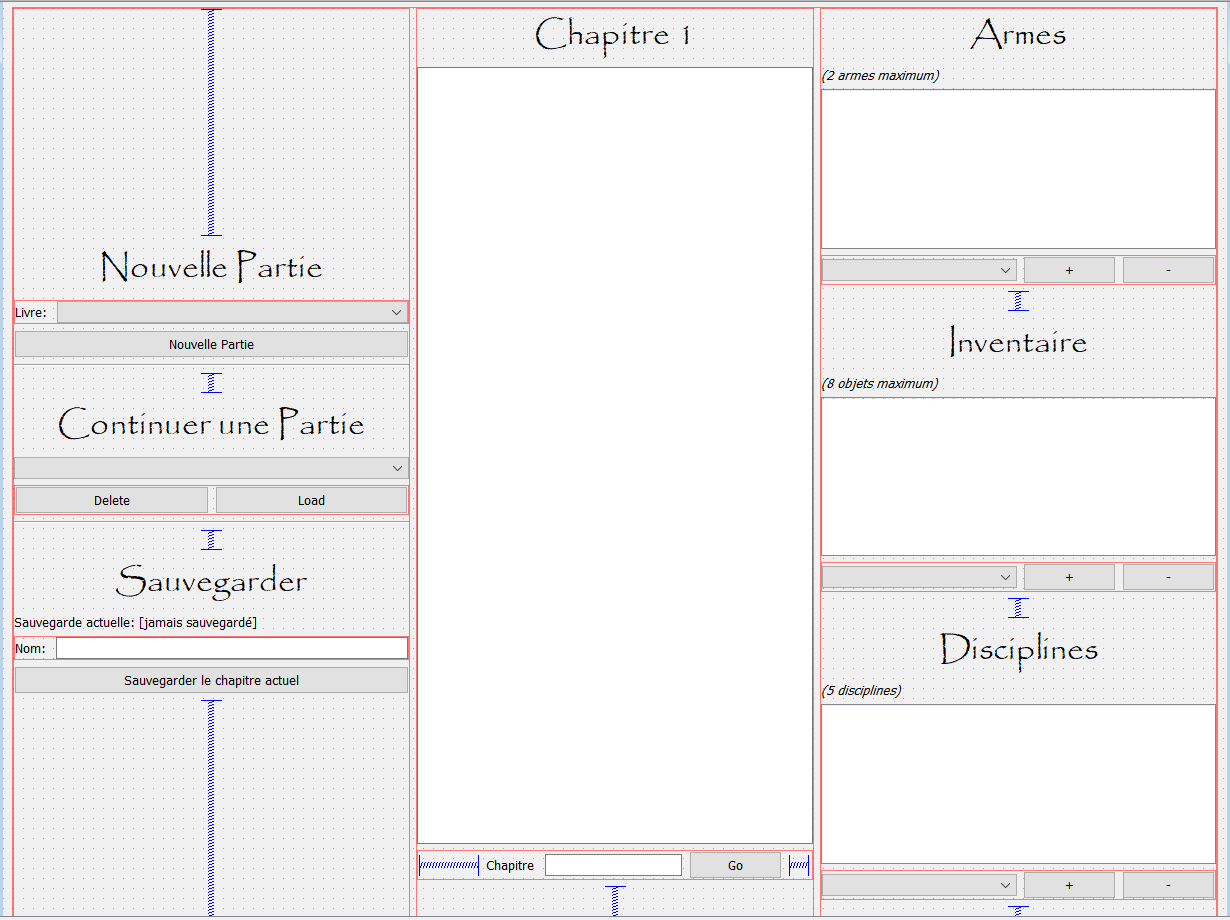 Nouvelle Partie
Livre:
Nouvelle Partie
Continuer une Partie
Delete Load
Sauvegarder
Sauvegarde actuelle: [jamais sauvegardé]
Nom:
Sauvegarder le chapitre actuel
Chapitre 1
Chapitre Go
Armes
(2 armes maximum)
+ -
Inventaire
(8 objets maximum)
+ -
Disciplines
(5 disciplines)
+ -